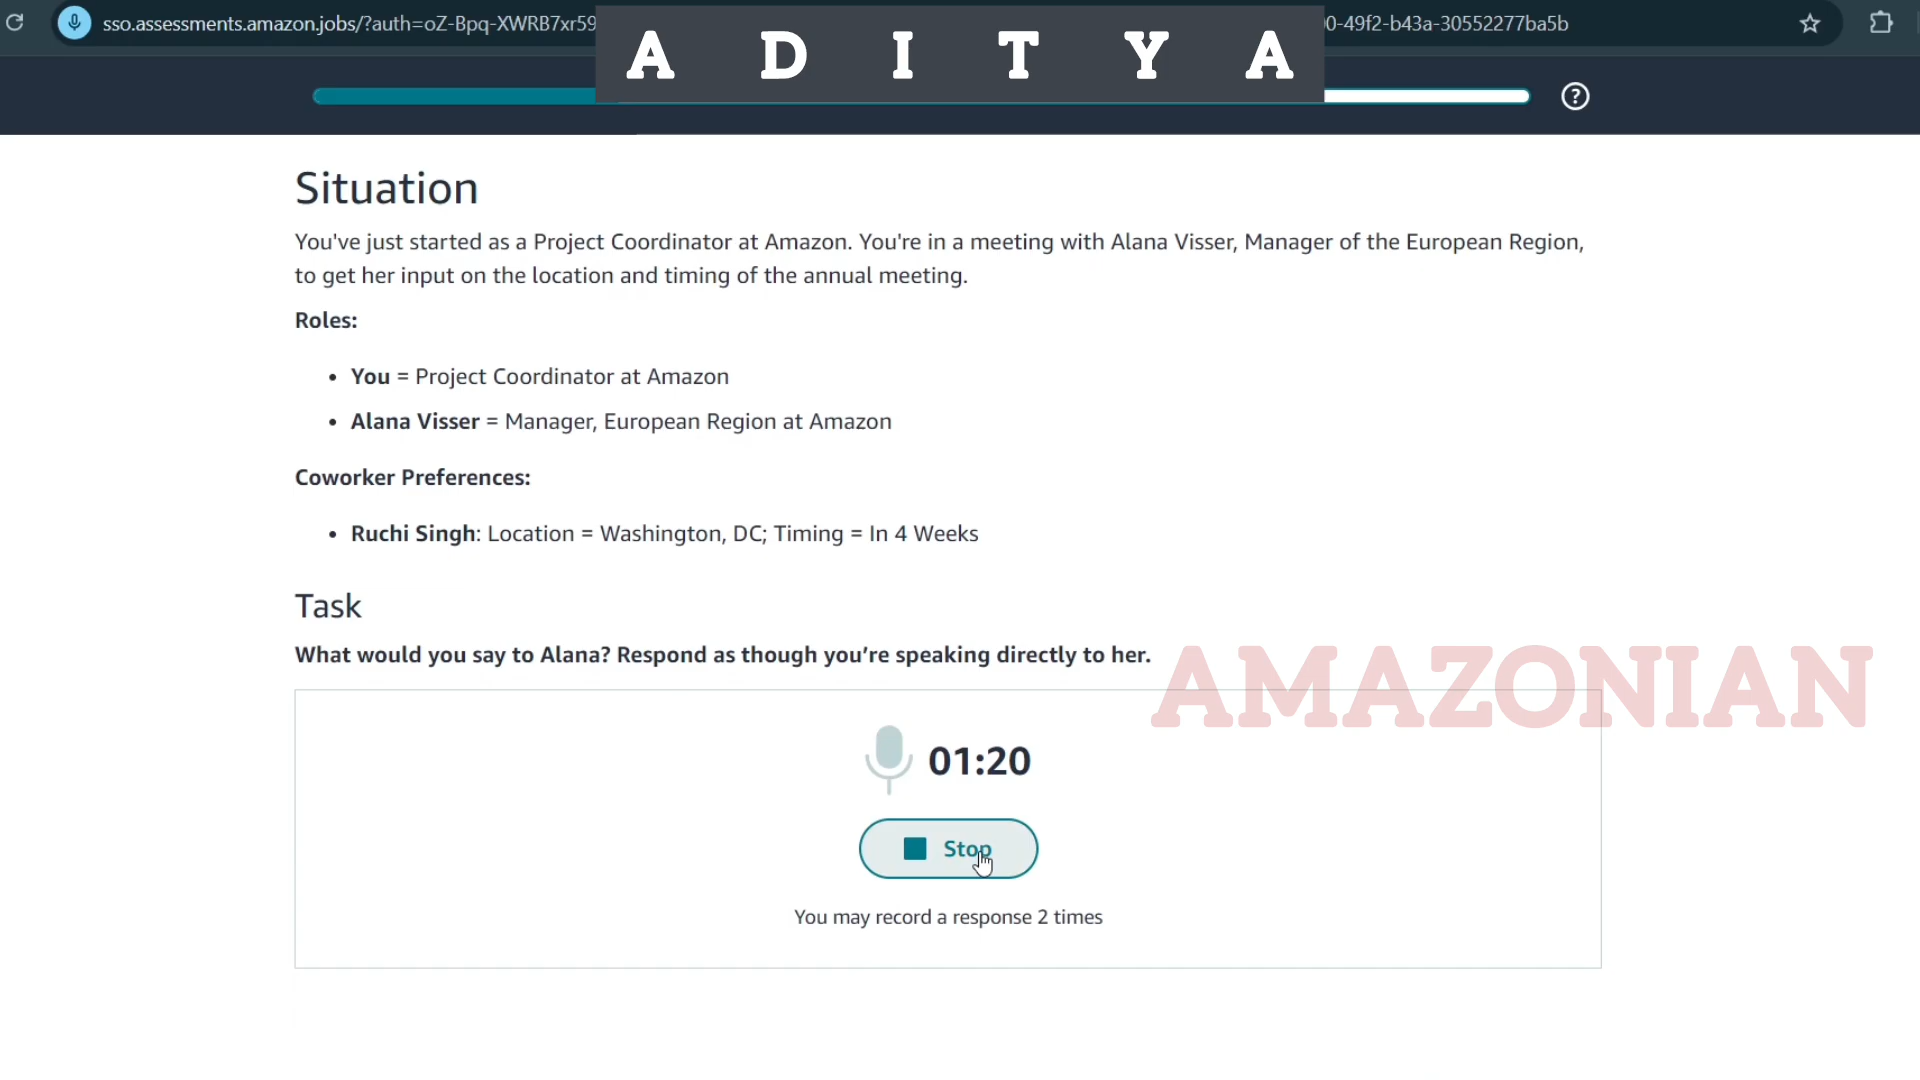 sso.assessments.amazon.jobs/?auth=oZ-Bpq-XWRB7xr59
0-49f2-b43a-30552277ba5b
A D I T Y A
Situation
You've just started as a Project Coordinator at Amazon. You're in a meeting with Alana Visser, Manager of the European Region,
to get her input on the location and timing of the annual meeting.
Roles:
• You = Project Coordinator at Amazon
• Alana Visser = Manager, European Region at Amazon
Coworker Preferences:
• Ruchi Singh: Location = Washington, DC; Timing = In 4 Weeks
Task
What would you say to Alana? Respond as though you’re speaking directly to her.
AMAZONIAN
01:20
Stop
You may record a response 2 times